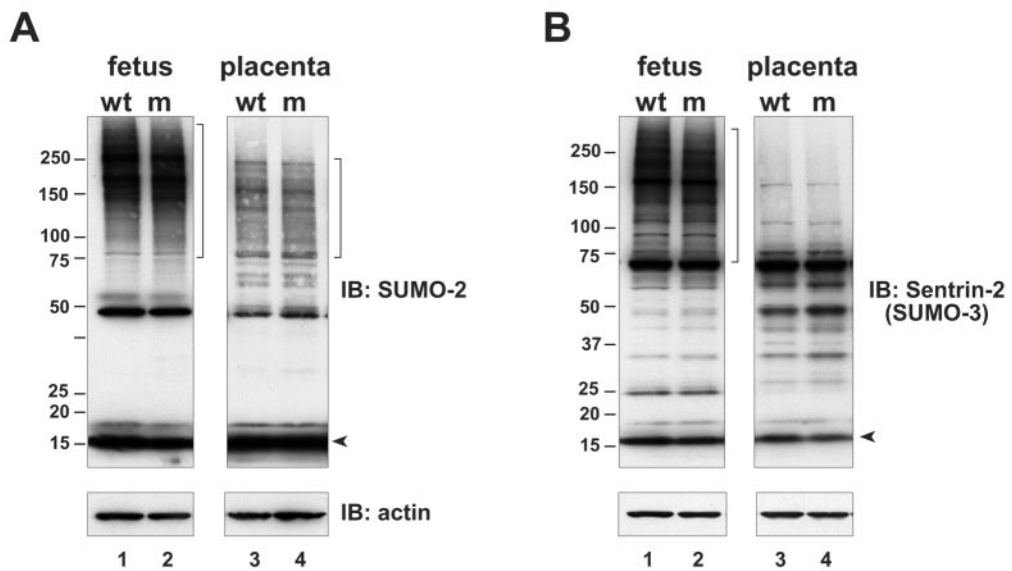 A
fetus placenta
wt m wt m
250
150
100
75
50
25
20
15
IB: SUMO-2
IB: actin
1 2 3 4
B
fetus placenta
wt m wt m
250
150
100
75
50
37
25
20
15
IB: Sentrin-2
(SUMO-3)
1 2 3 4